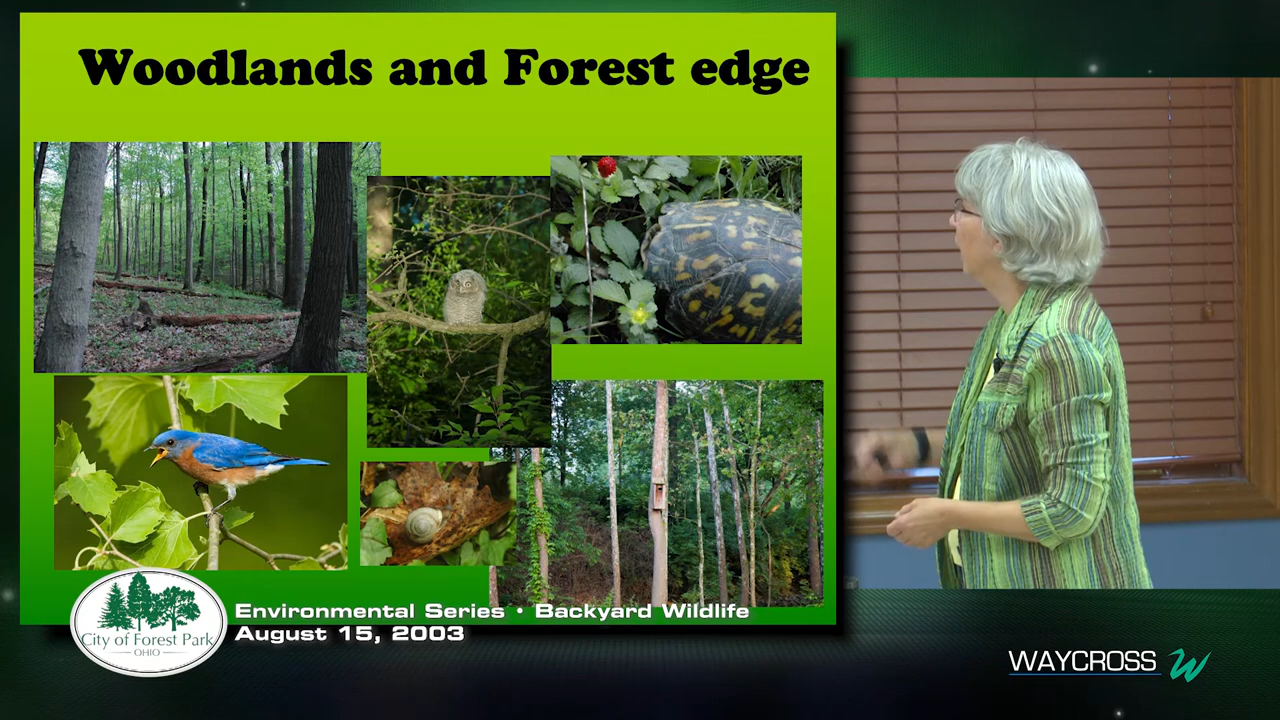 Woodlands and Forest edge
Environmental Series • Backyard Wildlife
August 15, 2003
City of Forest Park
OHIO
WAYCROSS